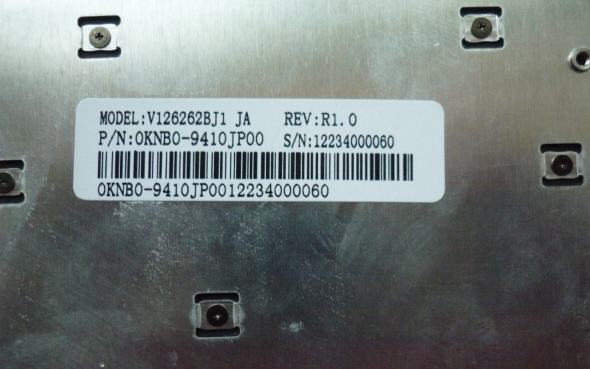 MODEL:V126262BJ1 JA REV:R1.0
P/N:0KNB0-9410JP00 S/N:12234000060
0KNB0-9410JP0012234000060